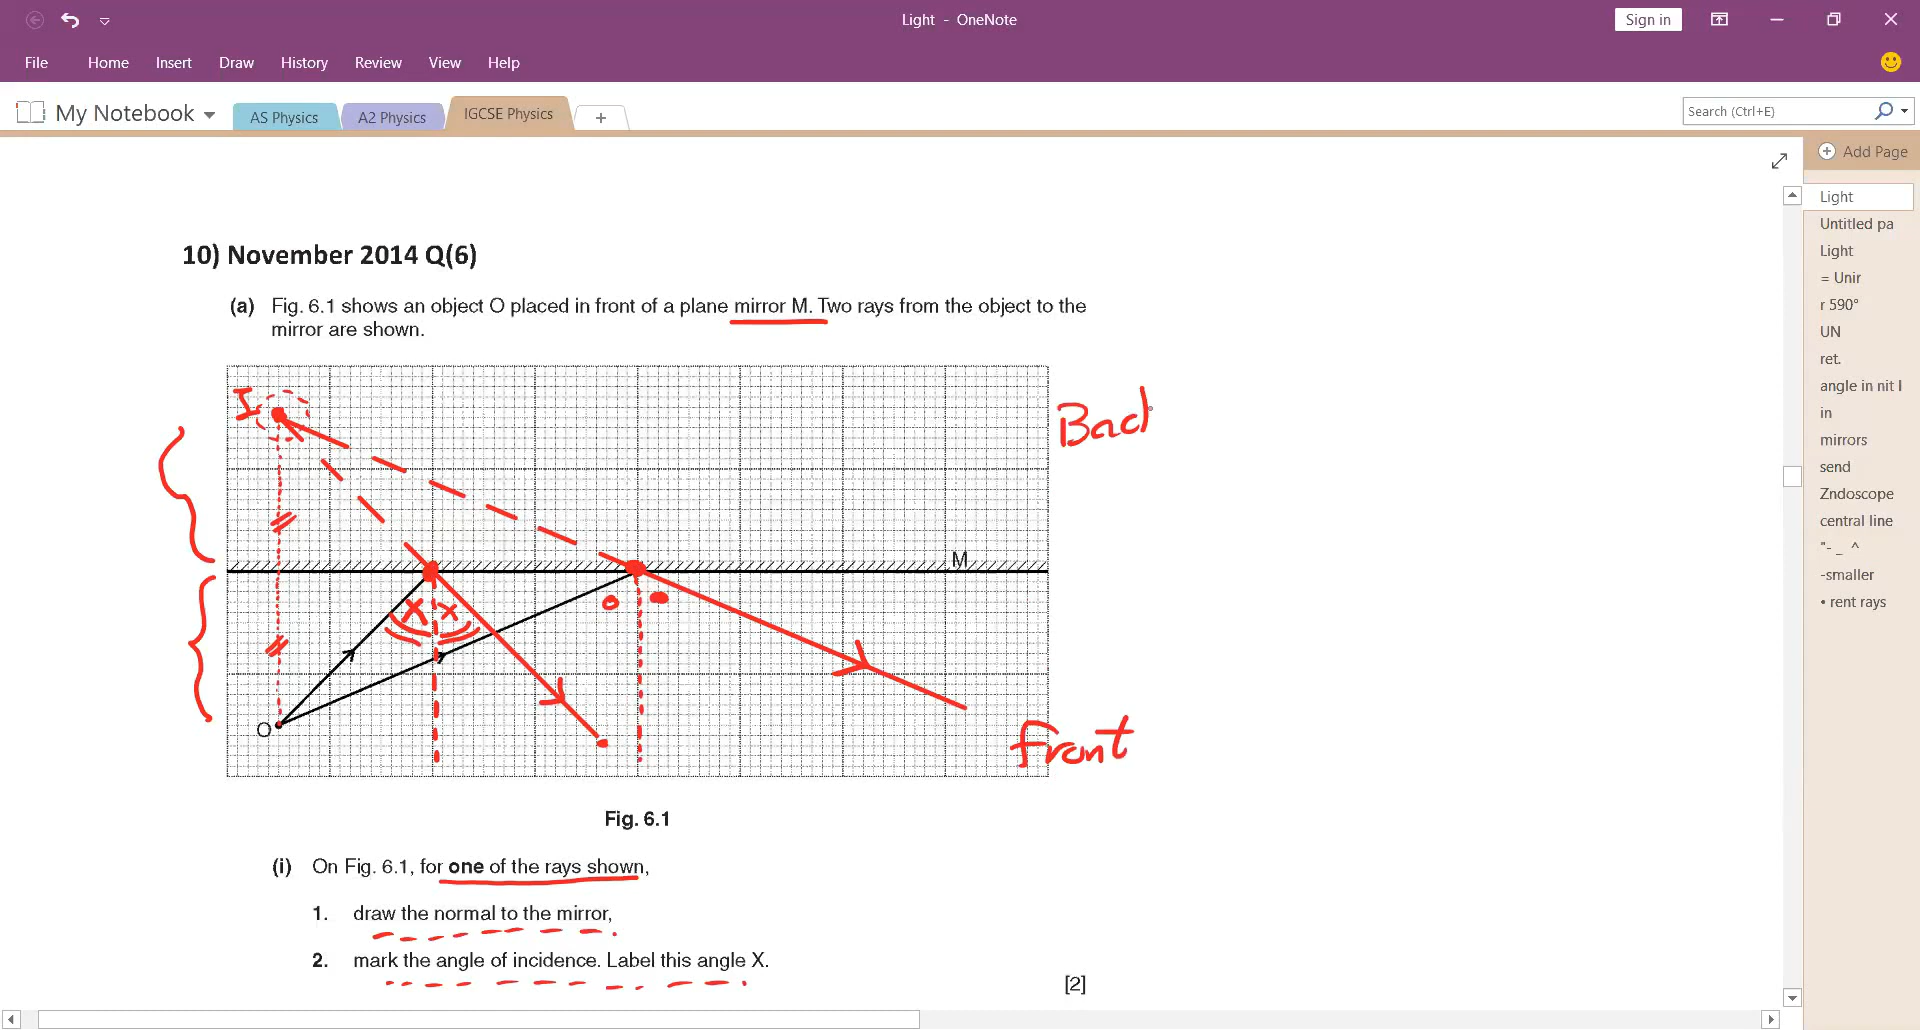 Light - OneNote
Sign in
File Home Insert Draw History Review View Help
My Notebook
AS Physics A2 Physics IGCSE Physics +
Search (Ctrl+E)
Add Page
Light
Untitled pa
Light
= Unir
r 590°
UN
ret.
angle in nit I
in
mirrors
send
Zndoscope
central line
"- _ ^
-smaller
• rent rays
10) November 2014 Q(6)
(a) Fig. 6.1 shows an object O placed in front of a plane mirror M. Two rays from the object to the
mirror are shown.
I
Bad
M
X X
O
front
Fig. 6.1
(i) On Fig. 6.1, for one of the rays shown,
1. draw the normal to the mirror,
2. mark the angle of incidence. Label this angle X.
[2]